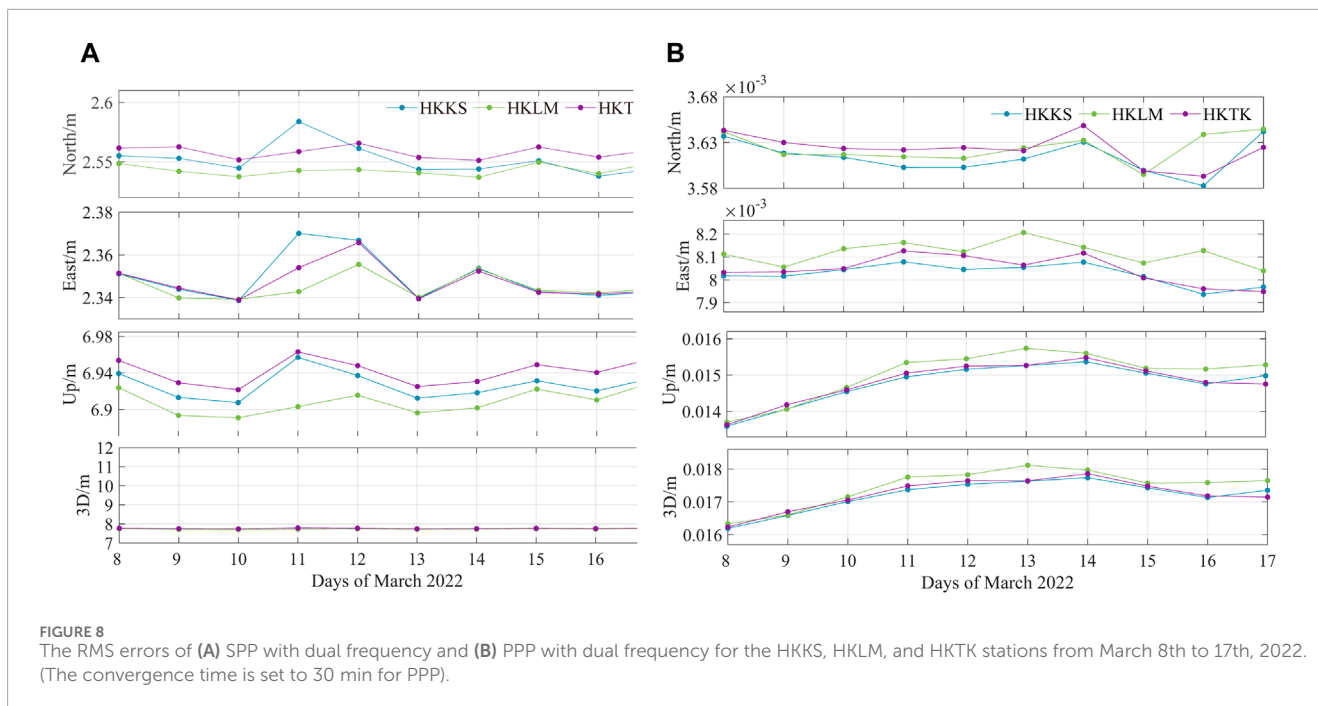 A
HKKS HKLM HKT
North/m
2.6
2.55
East/m
2.38
2.36
2.34
Up/m
6.98
6.94
6.9
3D/m
12
11
10
9
8
7
8 9 10 11 12 13 14 15 16
Days of March 2022
B
×10⁻³
HKKS HKLM HKTK
North/m
3.68
3.63
3.58
×10⁻³
East/m
8.2
8.1
8
7.9
Up/m
0.016
0.015
0.014
3D/m
0.018
0.017
0.016
8 9 10 11 12 13 14 15 16 17
Days of March 2022
FIGURE 8
The RMS errors of (A) SPP with dual frequency and (B) PPP with dual frequency for the HKKS, HKLM, and HKTK stations from March 8th to 17th, 2022.
(The convergence time is set to 30 min for PPP).